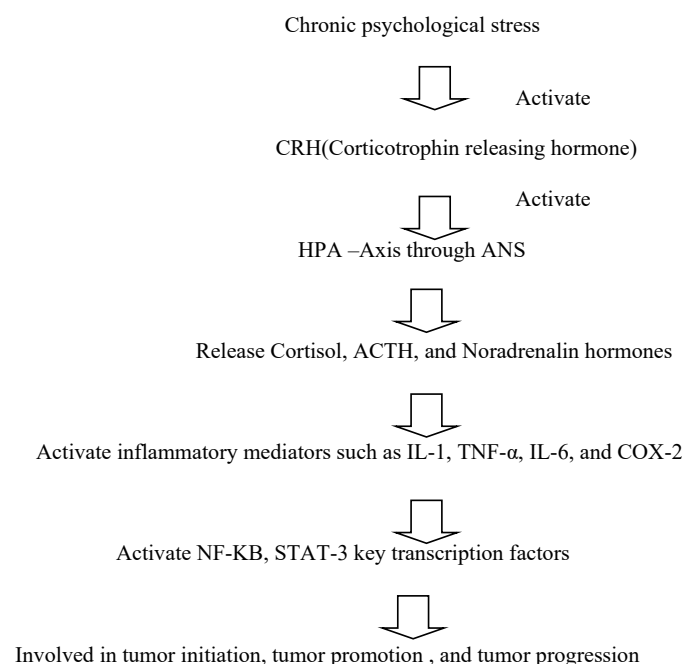 Chronic psychological stress
Activate
CRH(Corticotrophin releasing hormone)
Activate
HPA –Axis through ANS
Release Cortisol, ACTH, and Noradrenalin hormones
Activate inflammatory mediators such as IL-1, TNF-α, IL-6, and COX-2
Activate NF-KB, STAT-3 key transcription factors
Involved in tumor initiation, tumor promotion , and tumor progression